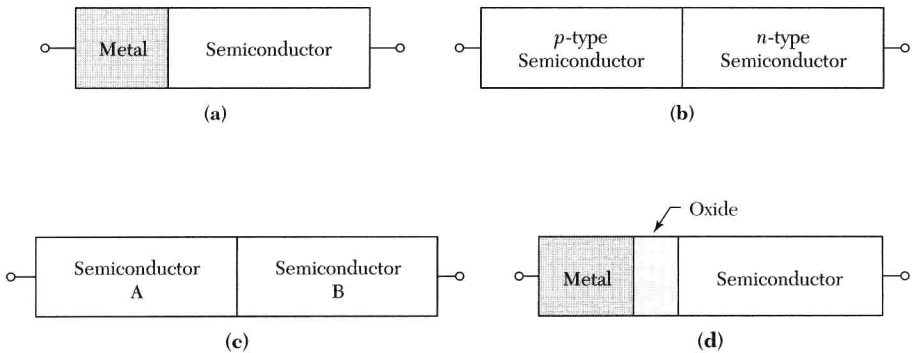 Metal
Semiconductor
(a)
p-type
Semiconductor
n-type
Semiconductor
(b)
Semiconductor
A
Semiconductor
B
(c)
Oxide
Metal
Semiconductor
(d)